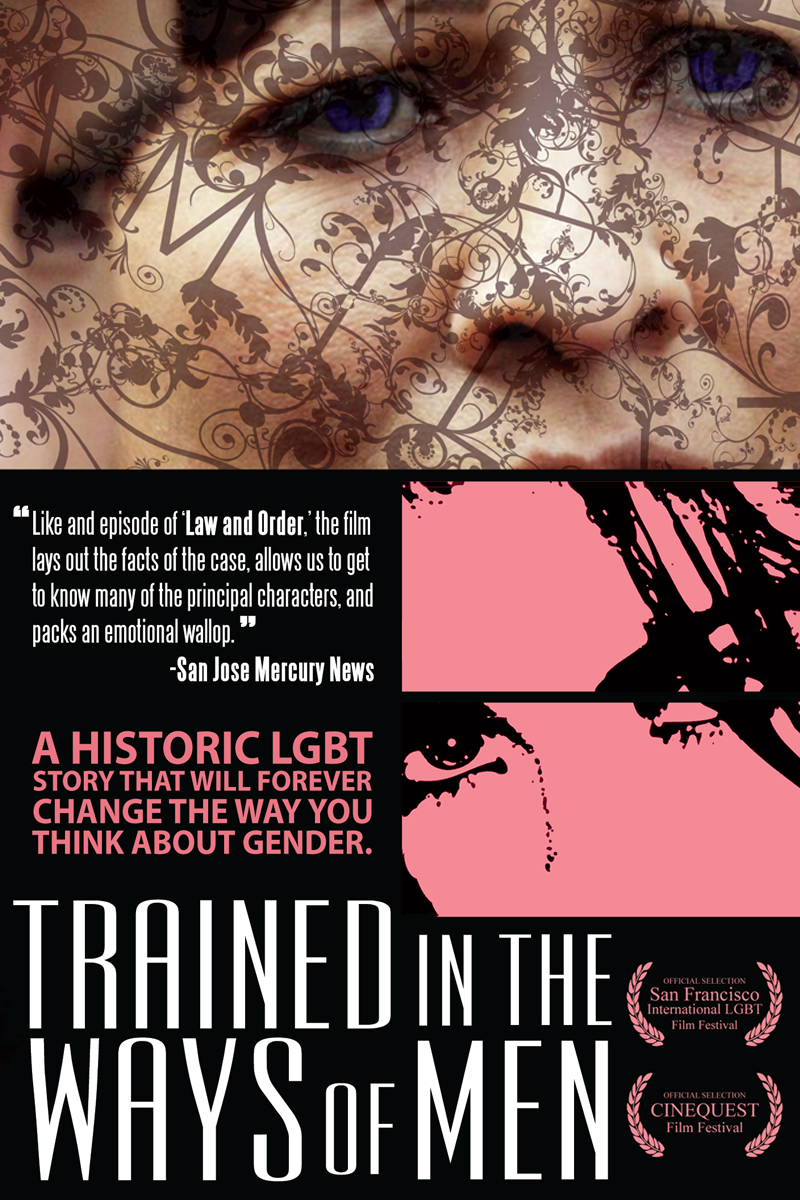 “Like and episode of ‘Law and Order,’ the film
lays out the facts of the case, allows us to get
to know many of the principal characters, and
packs an emotional wallop.”
-San Jose Mercury News
A HISTORIC LGBT
STORY THAT WILL FOREVER
CHANGE THE WAY YOU
THINK ABOUT GENDER.
TRAINED IN THE
WAYS OF MEN
OFFICIAL SELECTION
San Francisco
International LGBT
Film Festival
OFFICIAL SELECTION
CINEQUEST
Film Festival